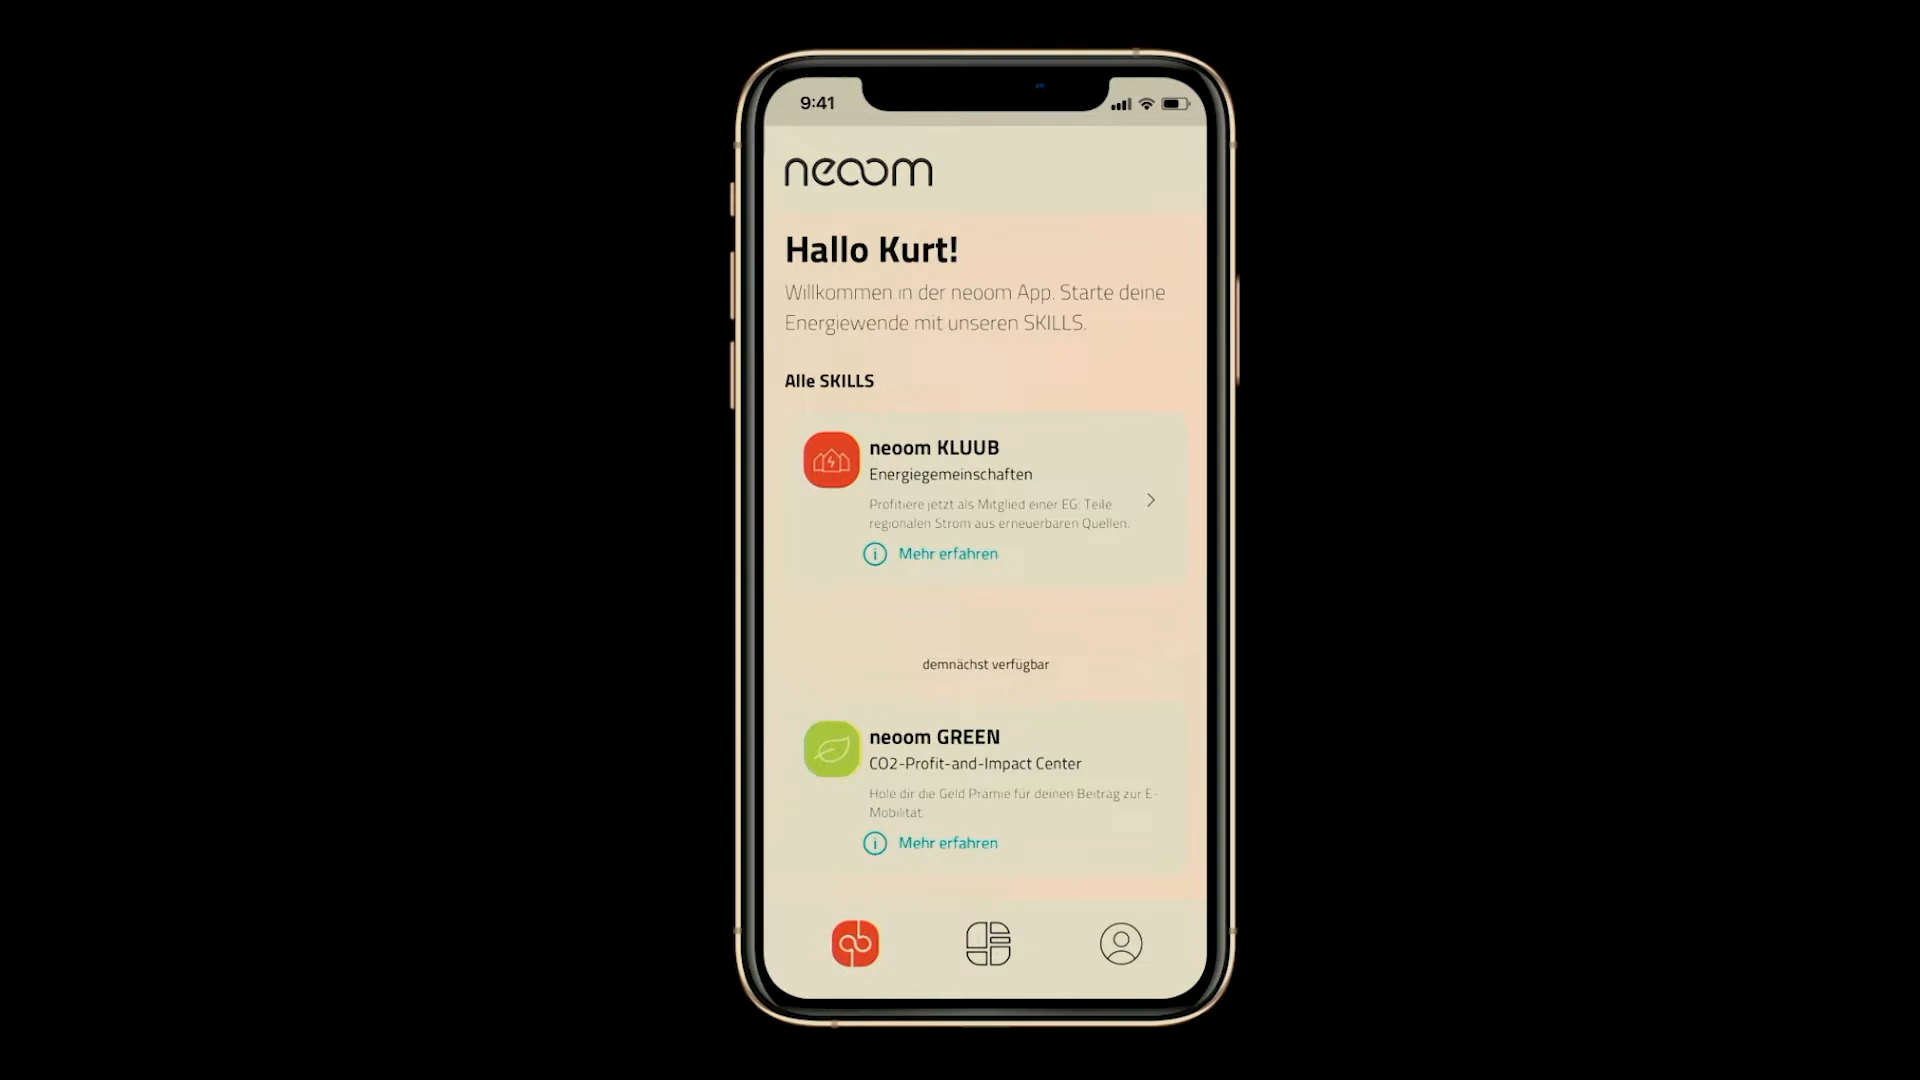 9:41
neoom
Hallo Kurt!
Willkommen in der neoom App. Starte deine
Energiewende mit unseren SKILLS.
Alle SKILLS
neoom KLUUB
Energiegemeinschaften
Profitiere jetzt als Mitglied einer EG: Teile
regionalen Strom aus erneuerbaren Quellen.
Mehr erfahren
demnächst verfügbar
neoom GREEN
CO2-Profit-and-Impact Center
Hole dir die Geld Prämie für deinen Beitrag zur E-
Mobilität.
Mehr erfahren